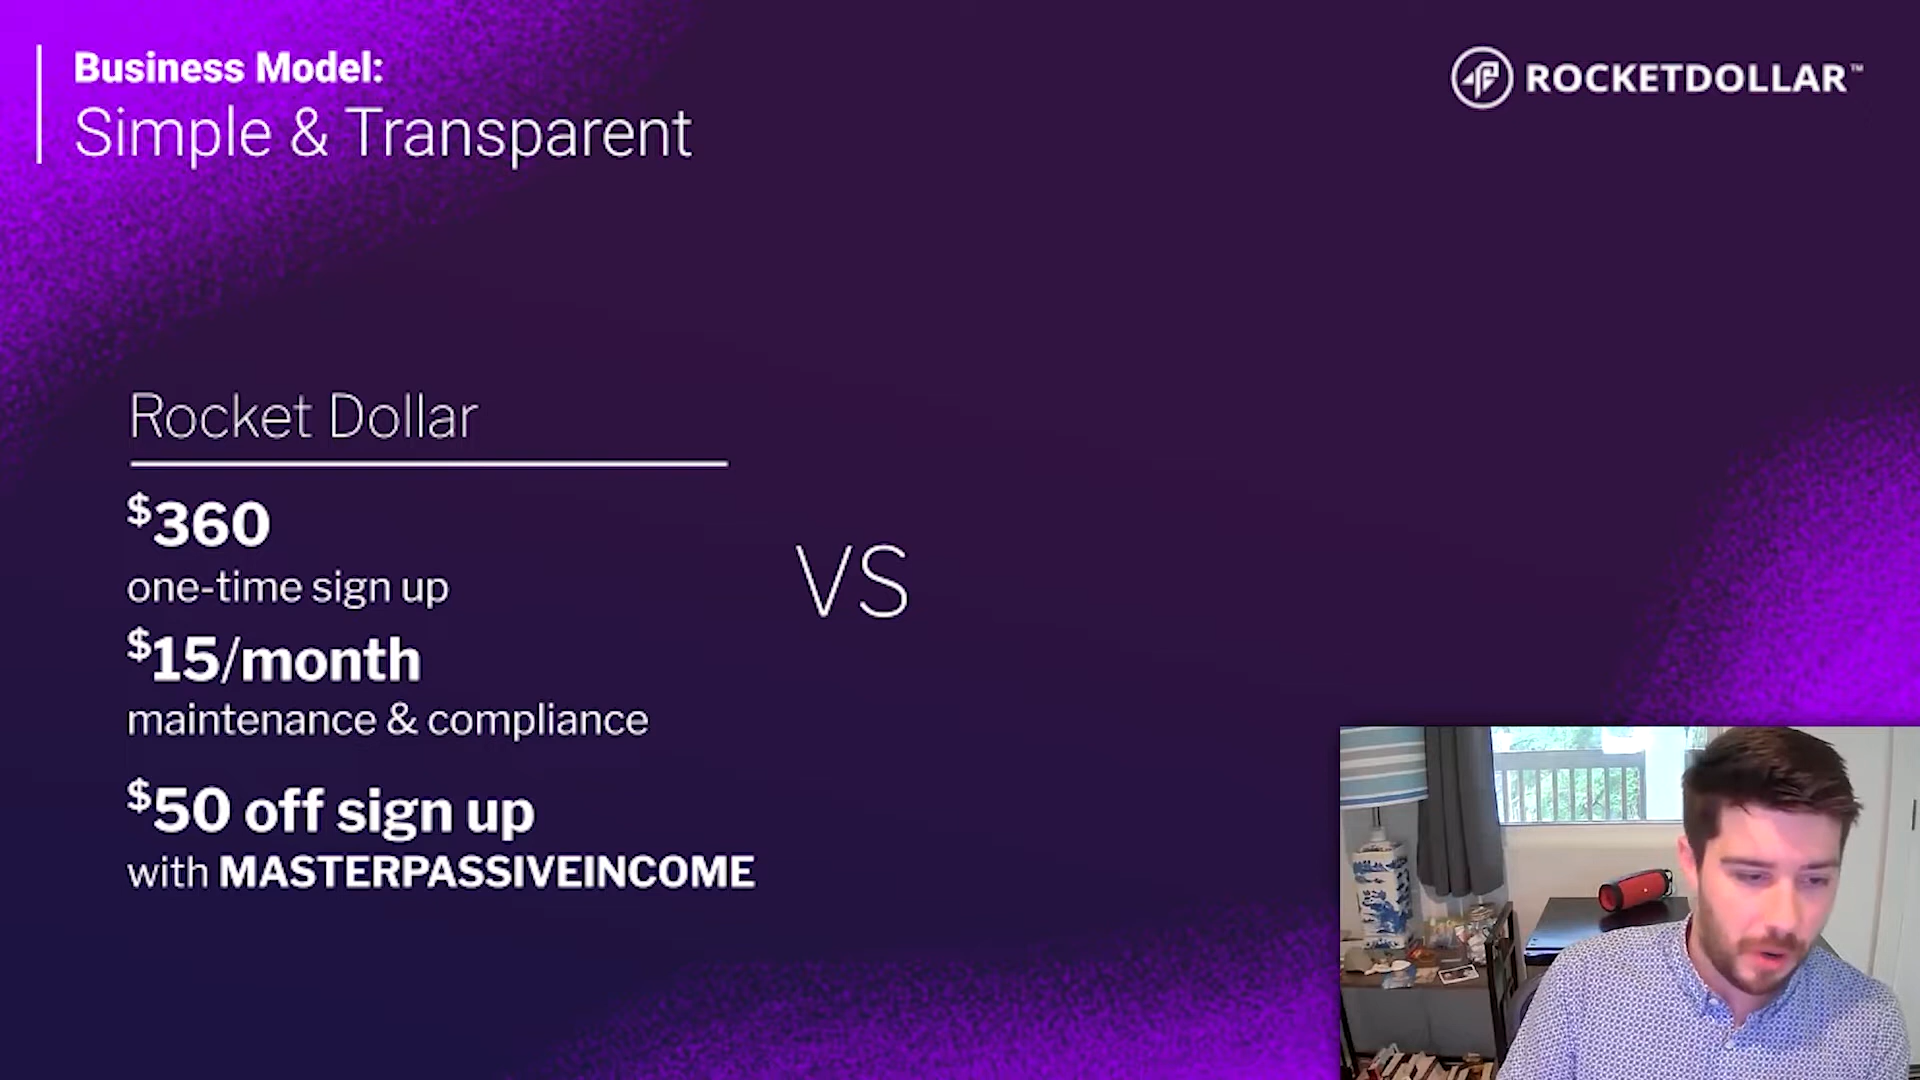 Business Model:
Simple & Transparent
ROCKETDOLLAR™
Rocket Dollar
$360
one-time sign up
$15/month
maintenance & compliance
$50 off sign up
with MASTERPASSIVEINCOME
VS